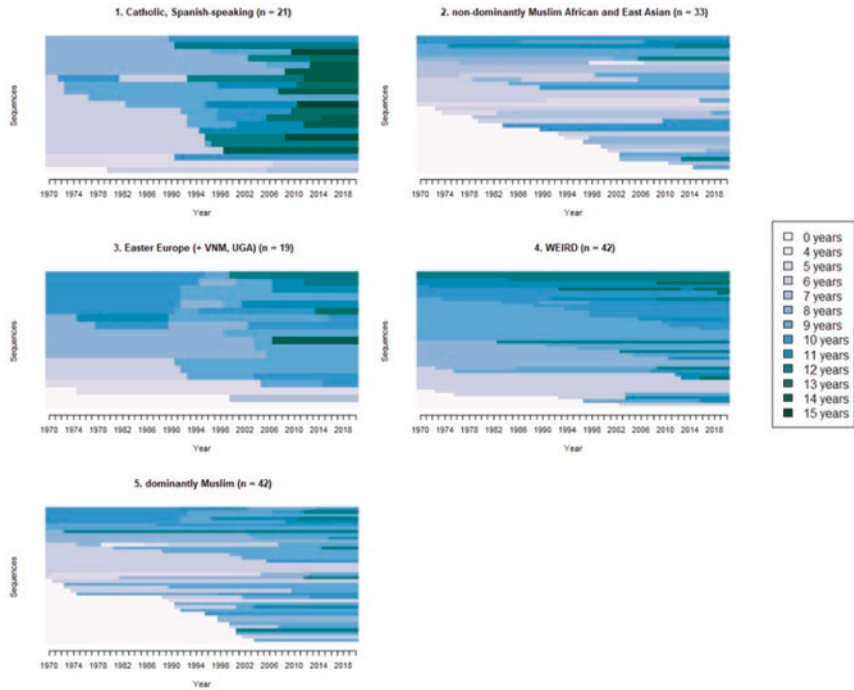 1. Catholic, Spanish-speaking (n = 21)
Sequences
1970 1974 1978 1982 1986 1990 1994 1998 2002 2006 2010 2014 2018
Year
2. non-dominantly Muslim African and East Asian (n = 33)
Sequences
1970 1974 1978 1982 1986 1990 1994 1998 2002 2006 2010 2014 2018
Year
3. Easter Europe (+ VNM, UGA) (n = 19)
Sequences
1970 1974 1978 1982 1986 1990 1994 1998 2002 2006 2010 2014 2018
Year
4. WEIRD (n = 42)
Sequences
1970 1974 1978 1982 1986 1990 1994 1998 2002 2006 2010 2014 2018
Year
0 years
4 years
5 years
6 years
7 years
8 years
9 years
10 years
11 years
12 years
13 years
14 years
15 years
5. dominantly Muslim (n = 42)
Sequences
1970 1974 1978 1982 1986 1990 1994 1998 2002 2006 2010 2014 2018
Year